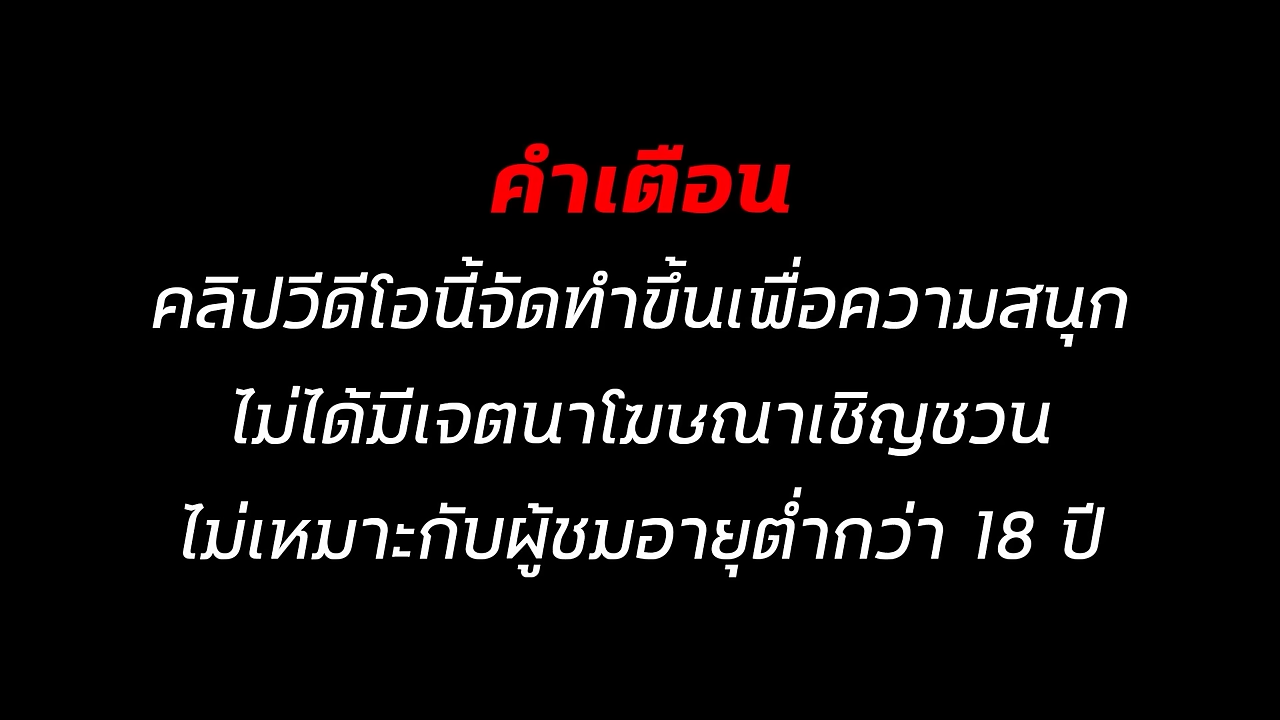 คำเตือน
คลิปวีดีโอนี้จัดทำขึ้นเพื่อความสนุก
ไม่ได้มีเจตนาโฆษณาเชิญชวน
ไม่เหมาะกับผู้ชมอายุต่ำกว่า 18 ปี